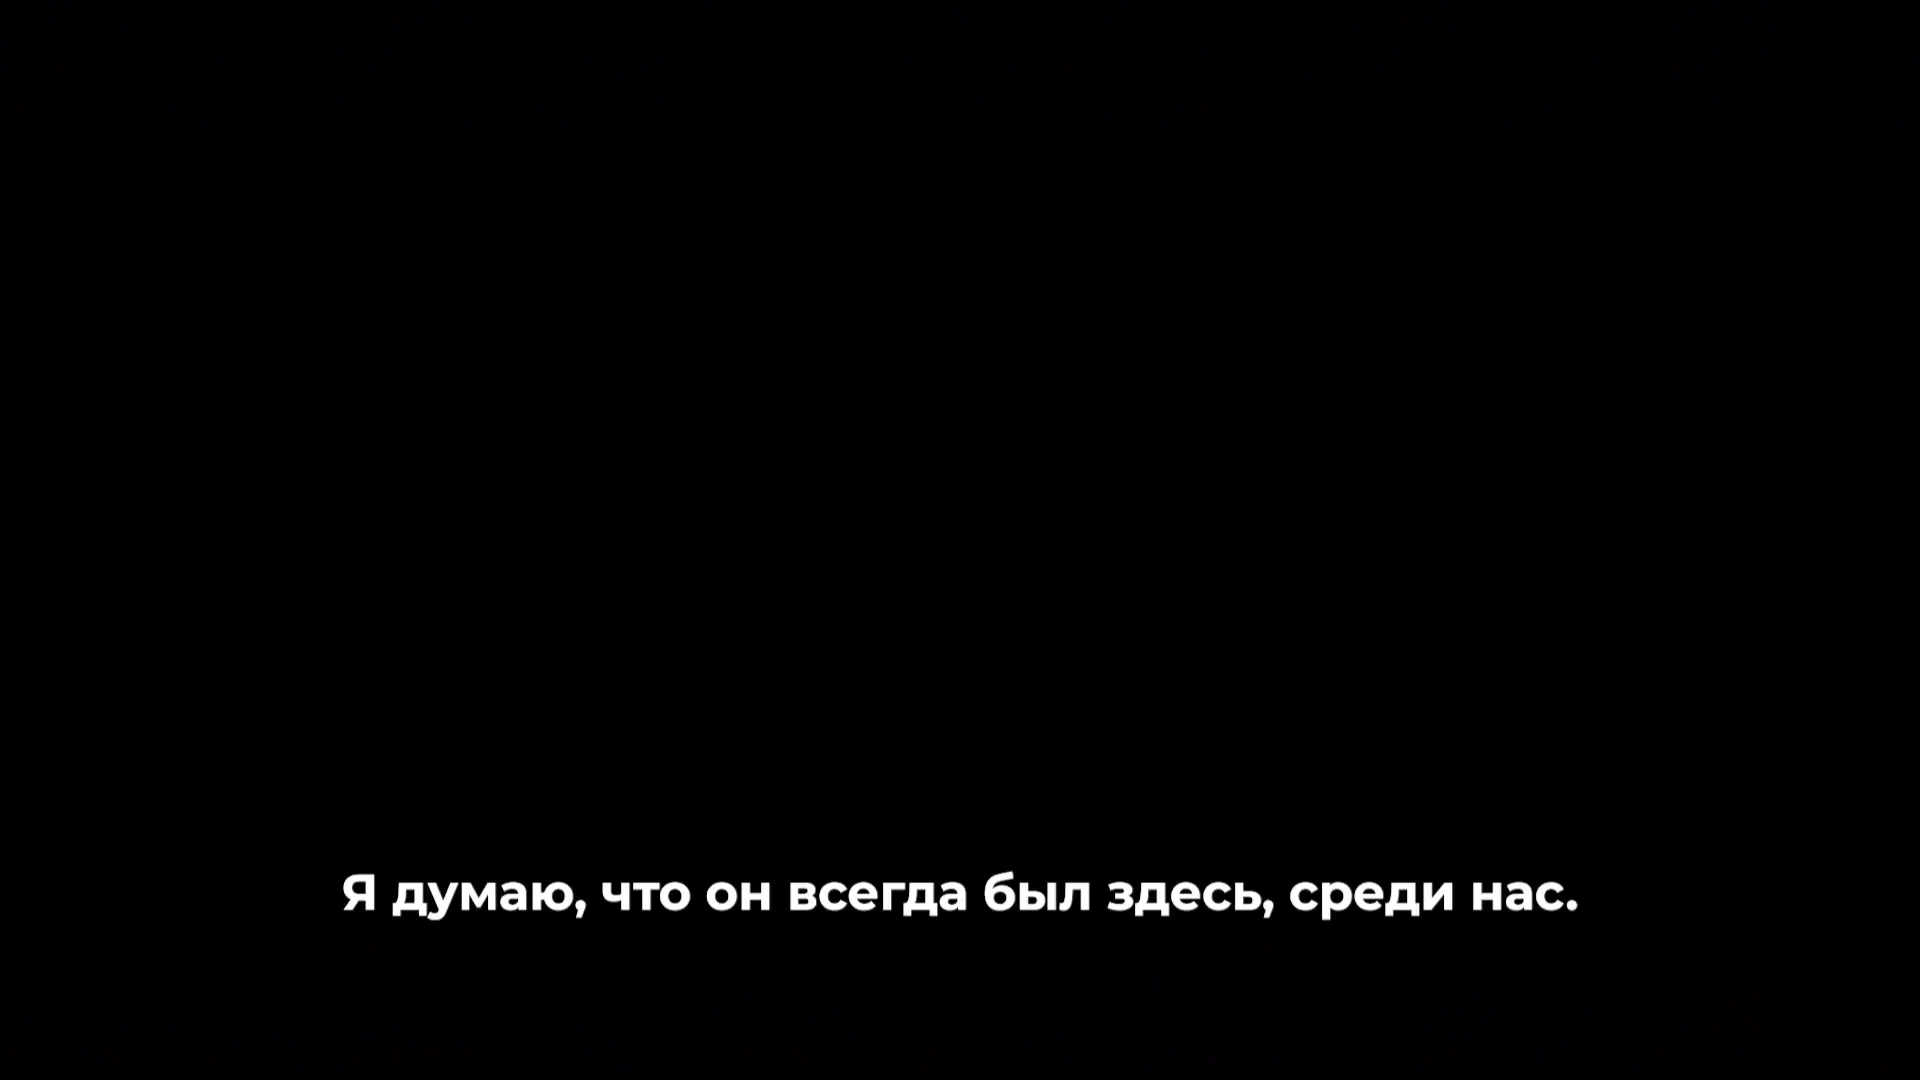 Я думаю, что он всегда был здесь, среди нас.